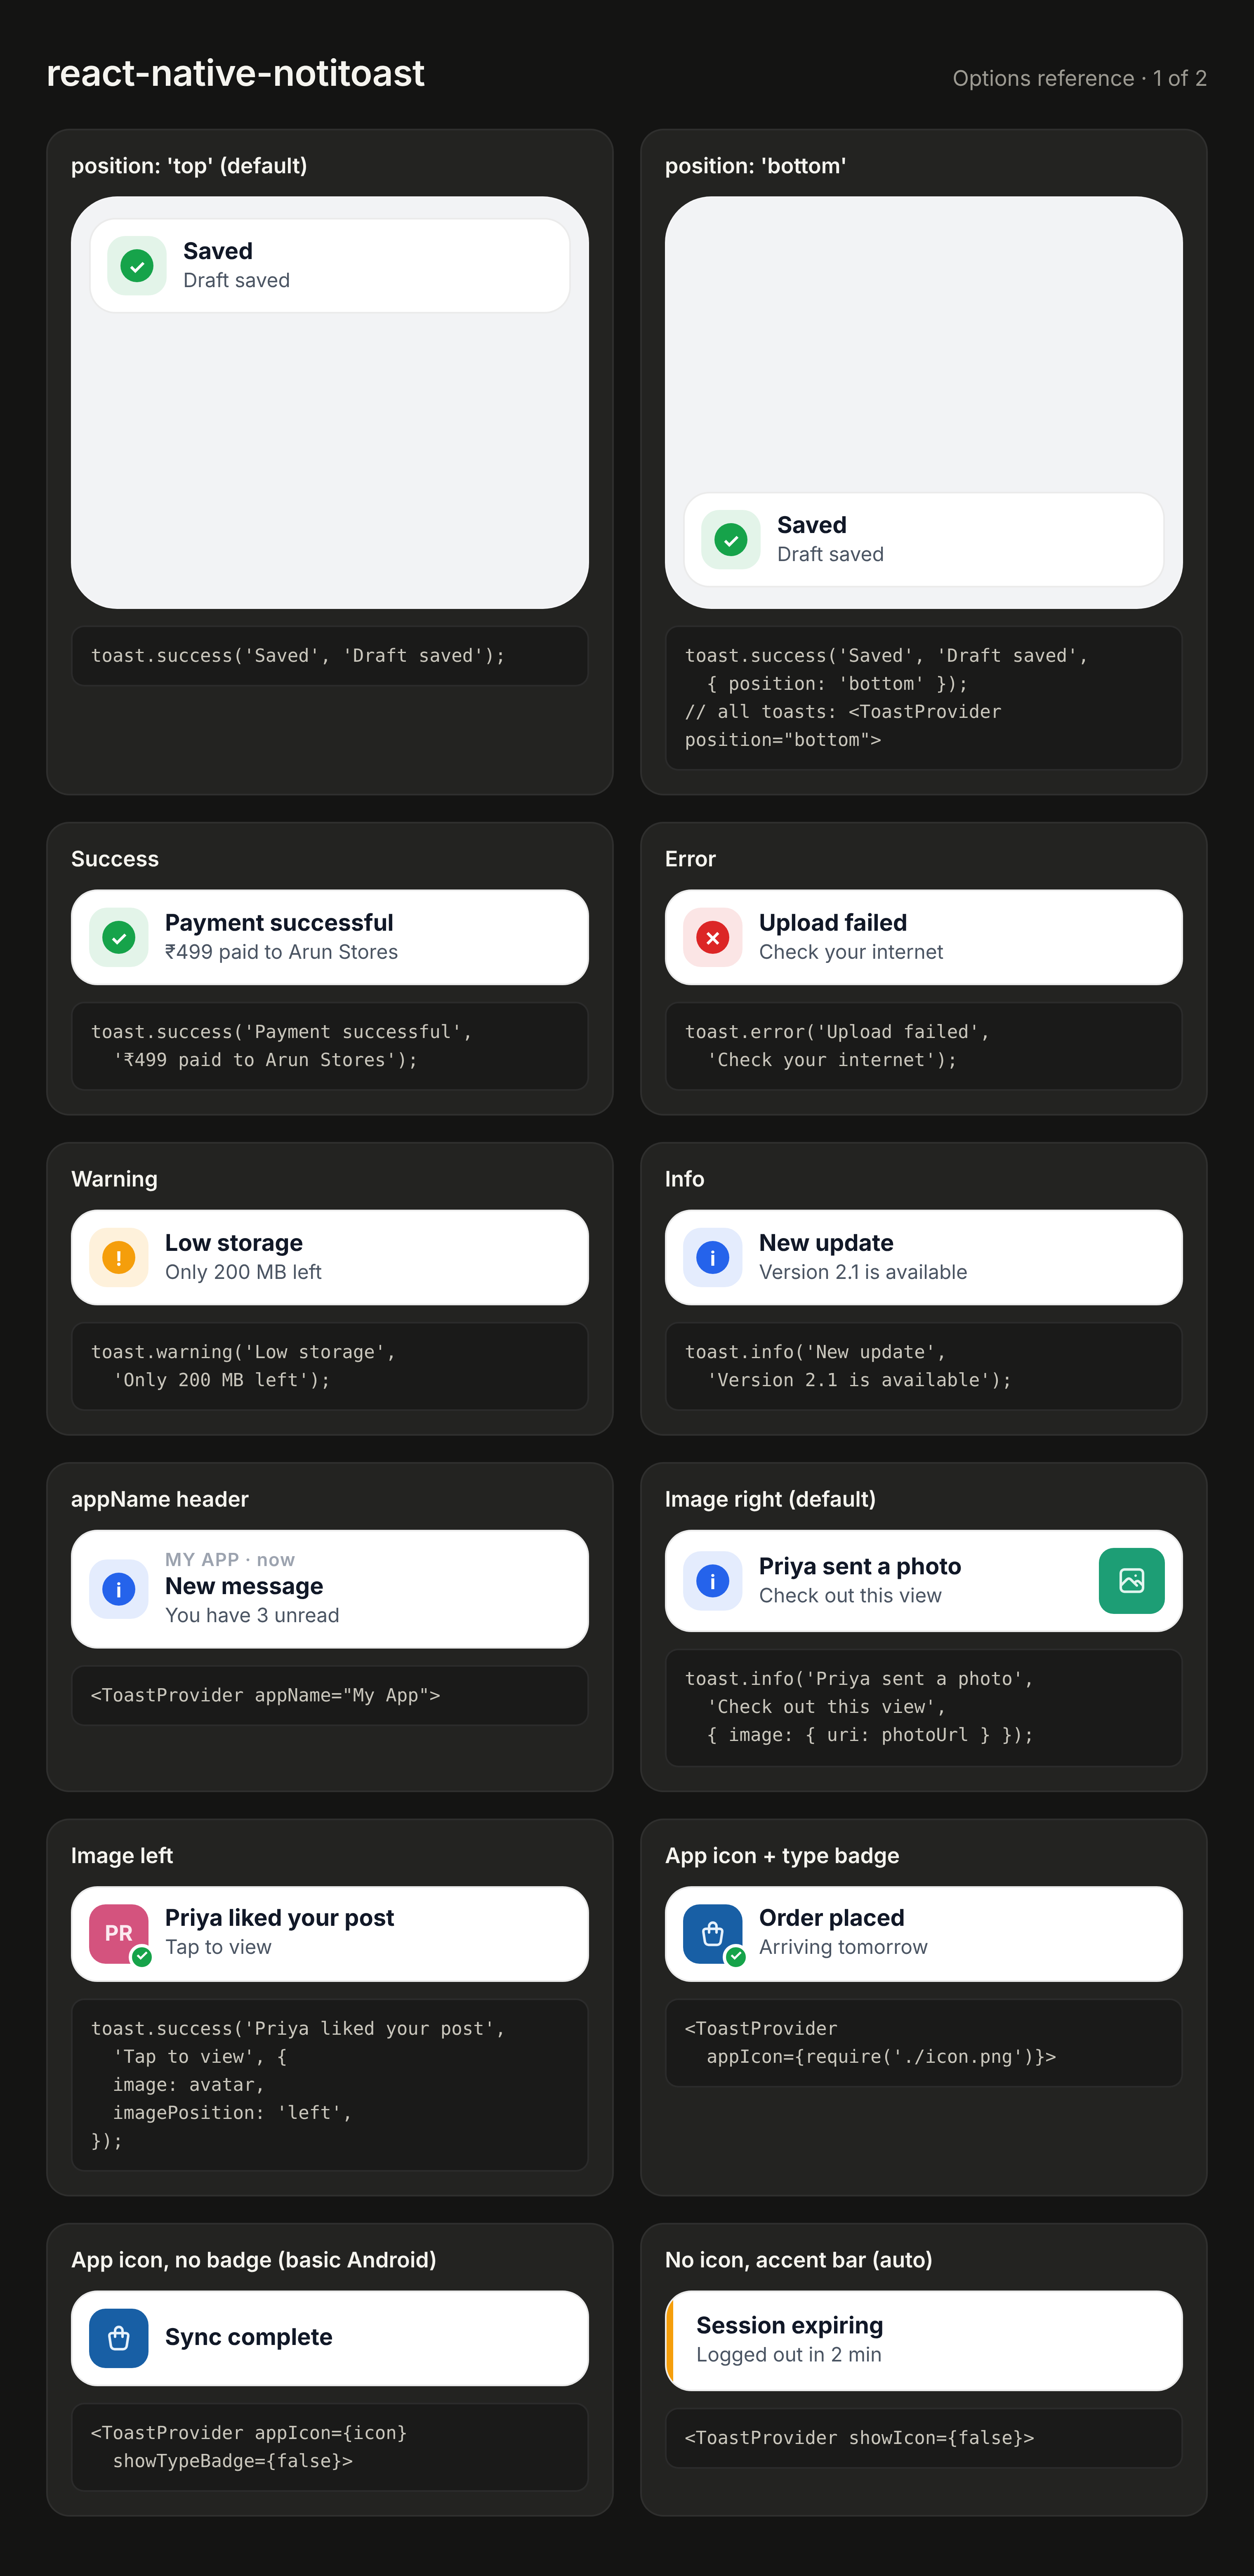 react-native-notitoast
Options reference · 1 of 2
position: 'top' (default)
Saved
Draft saved
toast.success('Saved', 'Draft saved');
position: 'bottom'
Saved
Draft saved
toast.success('Saved', 'Draft saved',
  { position: 'bottom' });
// all toasts: <ToastProvider
position="bottom">
Success
Payment successful
₹499 paid to Arun Stores
toast.success('Payment successful',
  '₹499 paid to Arun Stores');
Error
Upload failed
Check your internet
toast.error('Upload failed',
  'Check your internet');
Warning
Low storage
Only 200 MB left
toast.warning('Low storage',
  'Only 200 MB left');
Info
New update
Version 2.1 is available
toast.info('New update',
  'Version 2.1 is available');
appName header
MY APP · now
New message
You have 3 unread
<ToastProvider appName="My App">
Image right (default)
Priya sent a photo
Check out this view
toast.info('Priya sent a photo',
  'Check out this view',
  { image: { uri: photoUrl } });
Image left
PR
Priya liked your post
Tap to view
toast.success('Priya liked your post',
  'Tap to view', {
  image: avatar,
  imagePosition: 'left',
});
App icon + type badge
Order placed
Arriving tomorrow
<ToastProvider
  appIcon={require('./icon.png')}>
App icon, no badge (basic Android)
Sync complete
<ToastProvider appIcon={icon}
  showTypeBadge={false}>
No icon, accent bar (auto)
Session expiring
Logged out in 2 min
<ToastProvider showIcon={false}>